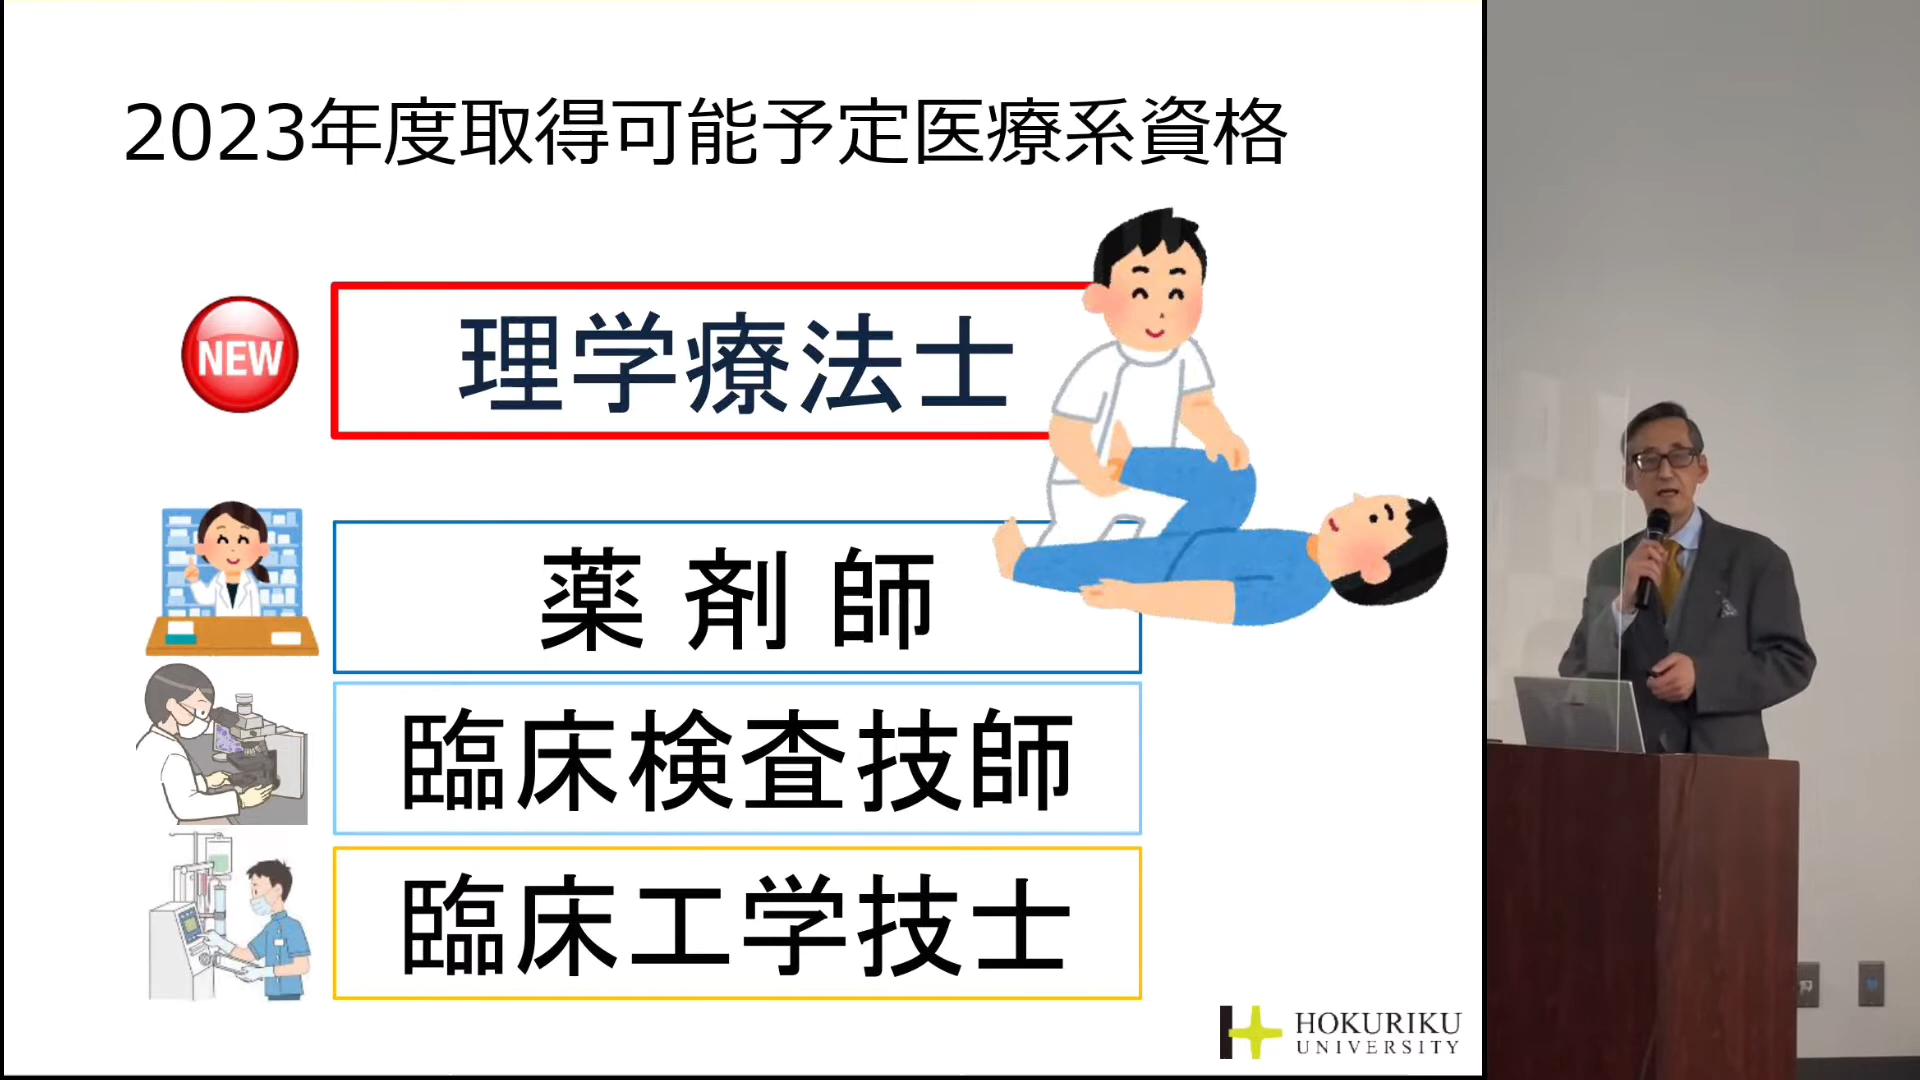 2023年度取得可能予定医療系資格
NEW
理学療法士
薬剤師
臨床検査技師
臨床工学技士
HOKURIKU
UNIVERSITY